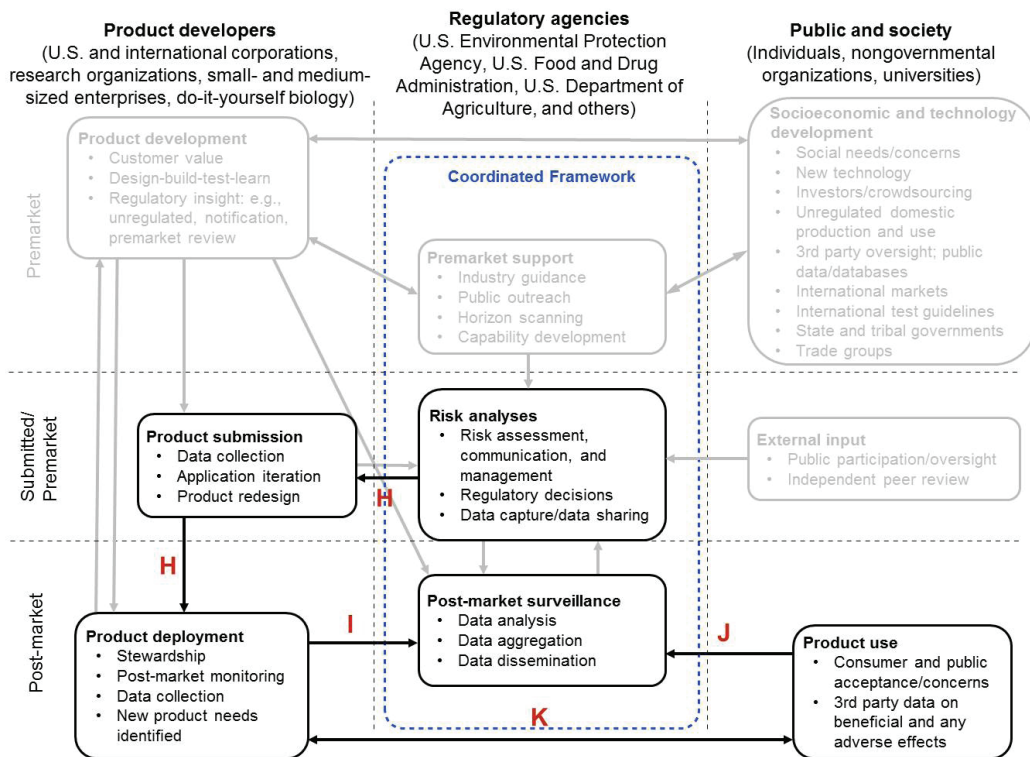 Product developers
(U.S. and international corporations,
research organizations, small- and medium-
sized enterprises, do-it-yourself biology)
Regulatory agencies
(U.S. Environmental Protection
Agency, U.S. Food and Drug
Administration, U.S. Department of
Agriculture, and others)
Public and society
(Individuals, nongovernmental
organizations, universities)
Premarket
Product development
• Customer value
• Design-build-test-learn
• Regulatory insight: e.g.,
unregulated, notification,
premarket review
Coordinated Framework
Premarket support
• Industry guidance
• Public outreach
• Horizon scanning
• Capability development
Socioeconomic and technology
development
• Social needs/concerns
• New technology
• Investors/crowdsourcing
• Unregulated domestic
production and use
• 3rd party oversight; public
data/databases
• International markets
• International test guidelines
• State and tribal governments
• Trade groups
Submitted/
Premarket
Product submission
• Data collection
• Application iteration
• Product redesign
H
Risk analyses
• Risk assessment,
communication, and
management
• Regulatory decisions
• Data capture/data sharing
External input
• Public participation/oversight
• Independent peer review
H
Post-market
Product deployment
• Stewardship
• Post-market monitoring
• Data collection
• New product needs
identified
I
Post-market surveillance
• Data analysis
• Data aggregation
• Data dissemination
J
Product use
• Consumer and public
acceptance/concerns
• 3rd party data on
beneficial and any
adverse effects
K